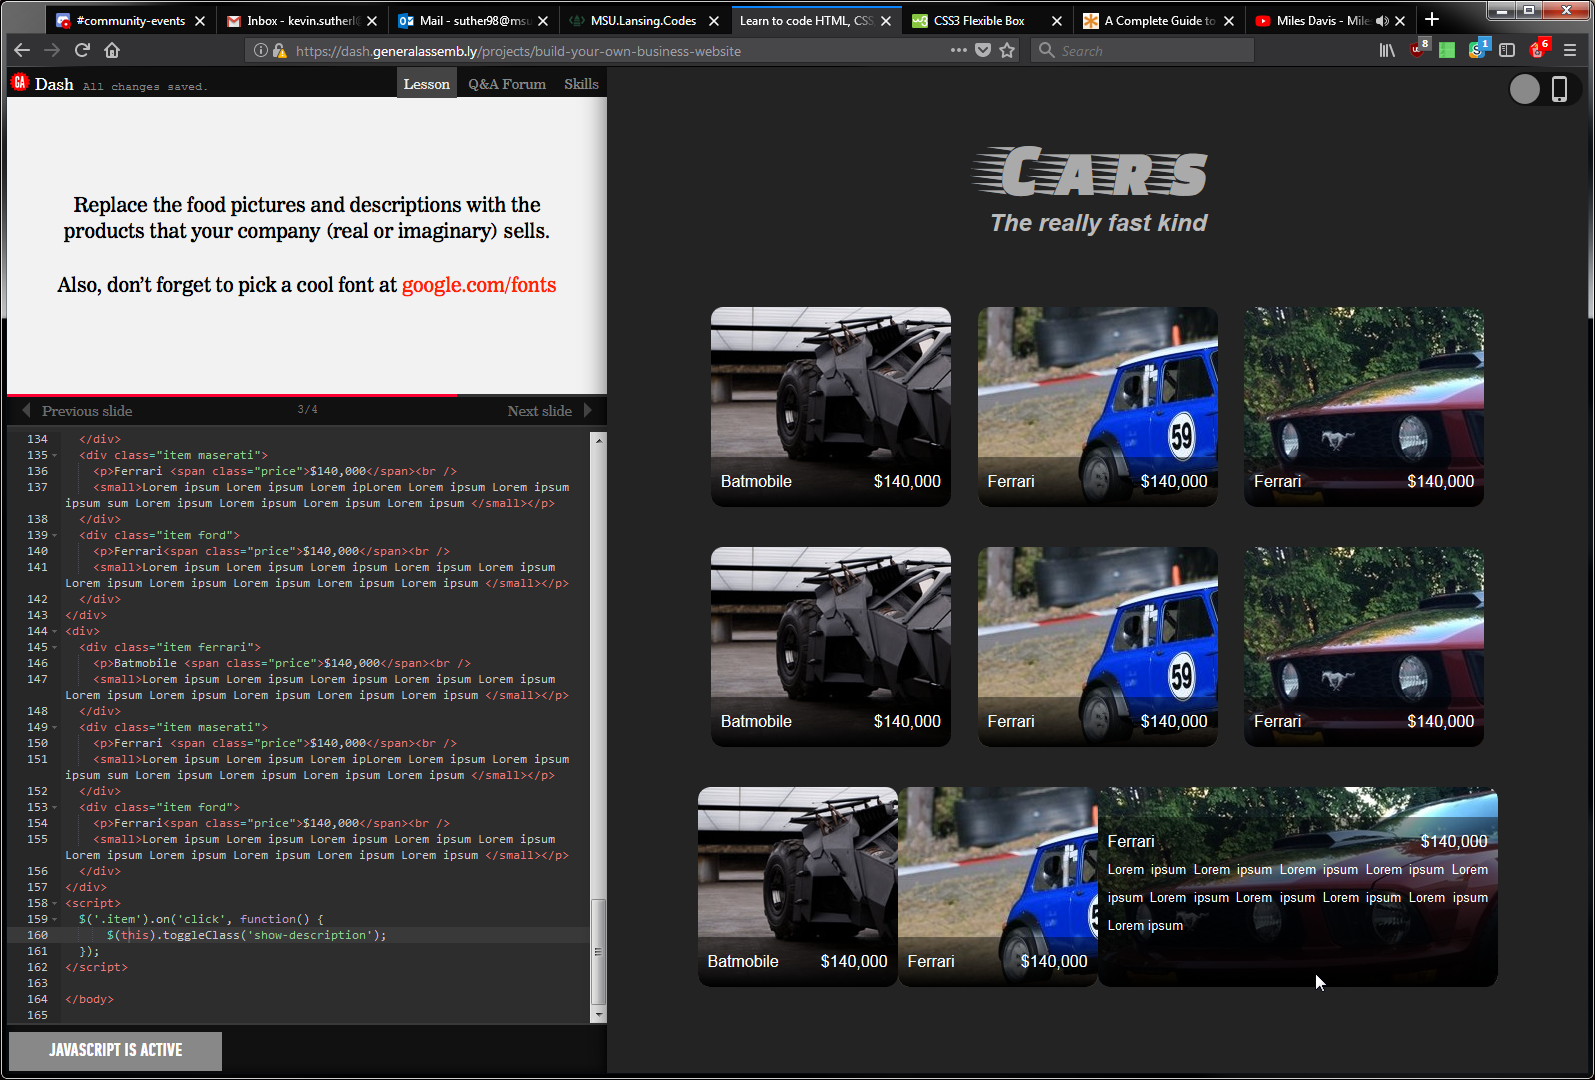 #community-events
Inbox - kevin.sutherl
Mail - suther98@msu
MSU.Lansing.Codes
Learn to code HTML, CSS
CSS3 Flexible Box
A Complete Guide to
Miles Davis - Mile
https://dash.generalassemb.ly/projects/build-your-own-business-website
Search
8
1
6
GA
Dash
All changes saved.
Lesson
Q&A Forum
Skills
Replace the food pictures and descriptions with the
products that your company (real or imaginary) sells.
Also, don’t forget to pick a cool font at google.com/fonts
Previous slide
3/4
Next slide
134 </div>
135 <div class="item maserati">
136 <p>Ferrari <span class="price">$140,000</span><br />
137 <small>Lorem ipsum Lorem ipsum Lorem ipLorem Lorem ipsum Lorem ipsum
ipsum sum Lorem ipsum Lorem ipsum Lorem ipsum Lorem ipsum </small></p>
138 </div>
139 <div class="item ford">
140 <p>Ferrari<span class="price">$140,000</span><br />
141 <small>Lorem ipsum Lorem ipsum Lorem ipsum Lorem ipsum Lorem ipsum
Lorem ipsum Lorem ipsum Lorem ipsum Lorem ipsum Lorem ipsum </small></p>
142 </div>
143 </div>
144 <div>
145 <div class="item ferrari">
146 <p>Batmobile <span class="price">$140,000</span><br />
147 <small>Lorem ipsum Lorem ipsum Lorem ipsum Lorem ipsum Lorem ipsum
Lorem ipsum Lorem ipsum Lorem ipsum Lorem ipsum Lorem ipsum </small></p>
148 </div>
149 <div class="item maserati">
150 <p>Ferrari <span class="price">$140,000</span><br />
151 <small>Lorem ipsum Lorem ipsum Lorem ipLorem Lorem ipsum Lorem ipsum
ipsum sum Lorem ipsum Lorem ipsum Lorem ipsum Lorem ipsum </small></p>
152 </div>
153 <div class="item ford">
154 <p>Ferrari<span class="price">$140,000</span><br />
155 <small>Lorem ipsum Lorem ipsum Lorem ipsum Lorem ipsum Lorem ipsum
Lorem ipsum Lorem ipsum Lorem ipsum Lorem ipsum Lorem ipsum </small></p>
156 </div>
157 </div>
158 <script>
159 $('.item').on('click', function() {
160 $(this).toggleClass('show-description');
161 });
162 </script>
163
164 </body>
165
JAVASCRIPT IS ACTIVE
Cars
The really fast kind
59
Batmobile $140,000
Ferrari $140,000
Ferrari $140,000
59
Batmobile $140,000
Ferrari $140,000
Ferrari $140,000
Batmobile $140,000
Ferrari $140,000
Ferrari $140,000
Lorem ipsum Lorem ipsum Lorem ipsum Lorem ipsum Lorem
ipsum Lorem ipsum Lorem ipsum Lorem ipsum Lorem ipsum
Lorem ipsum